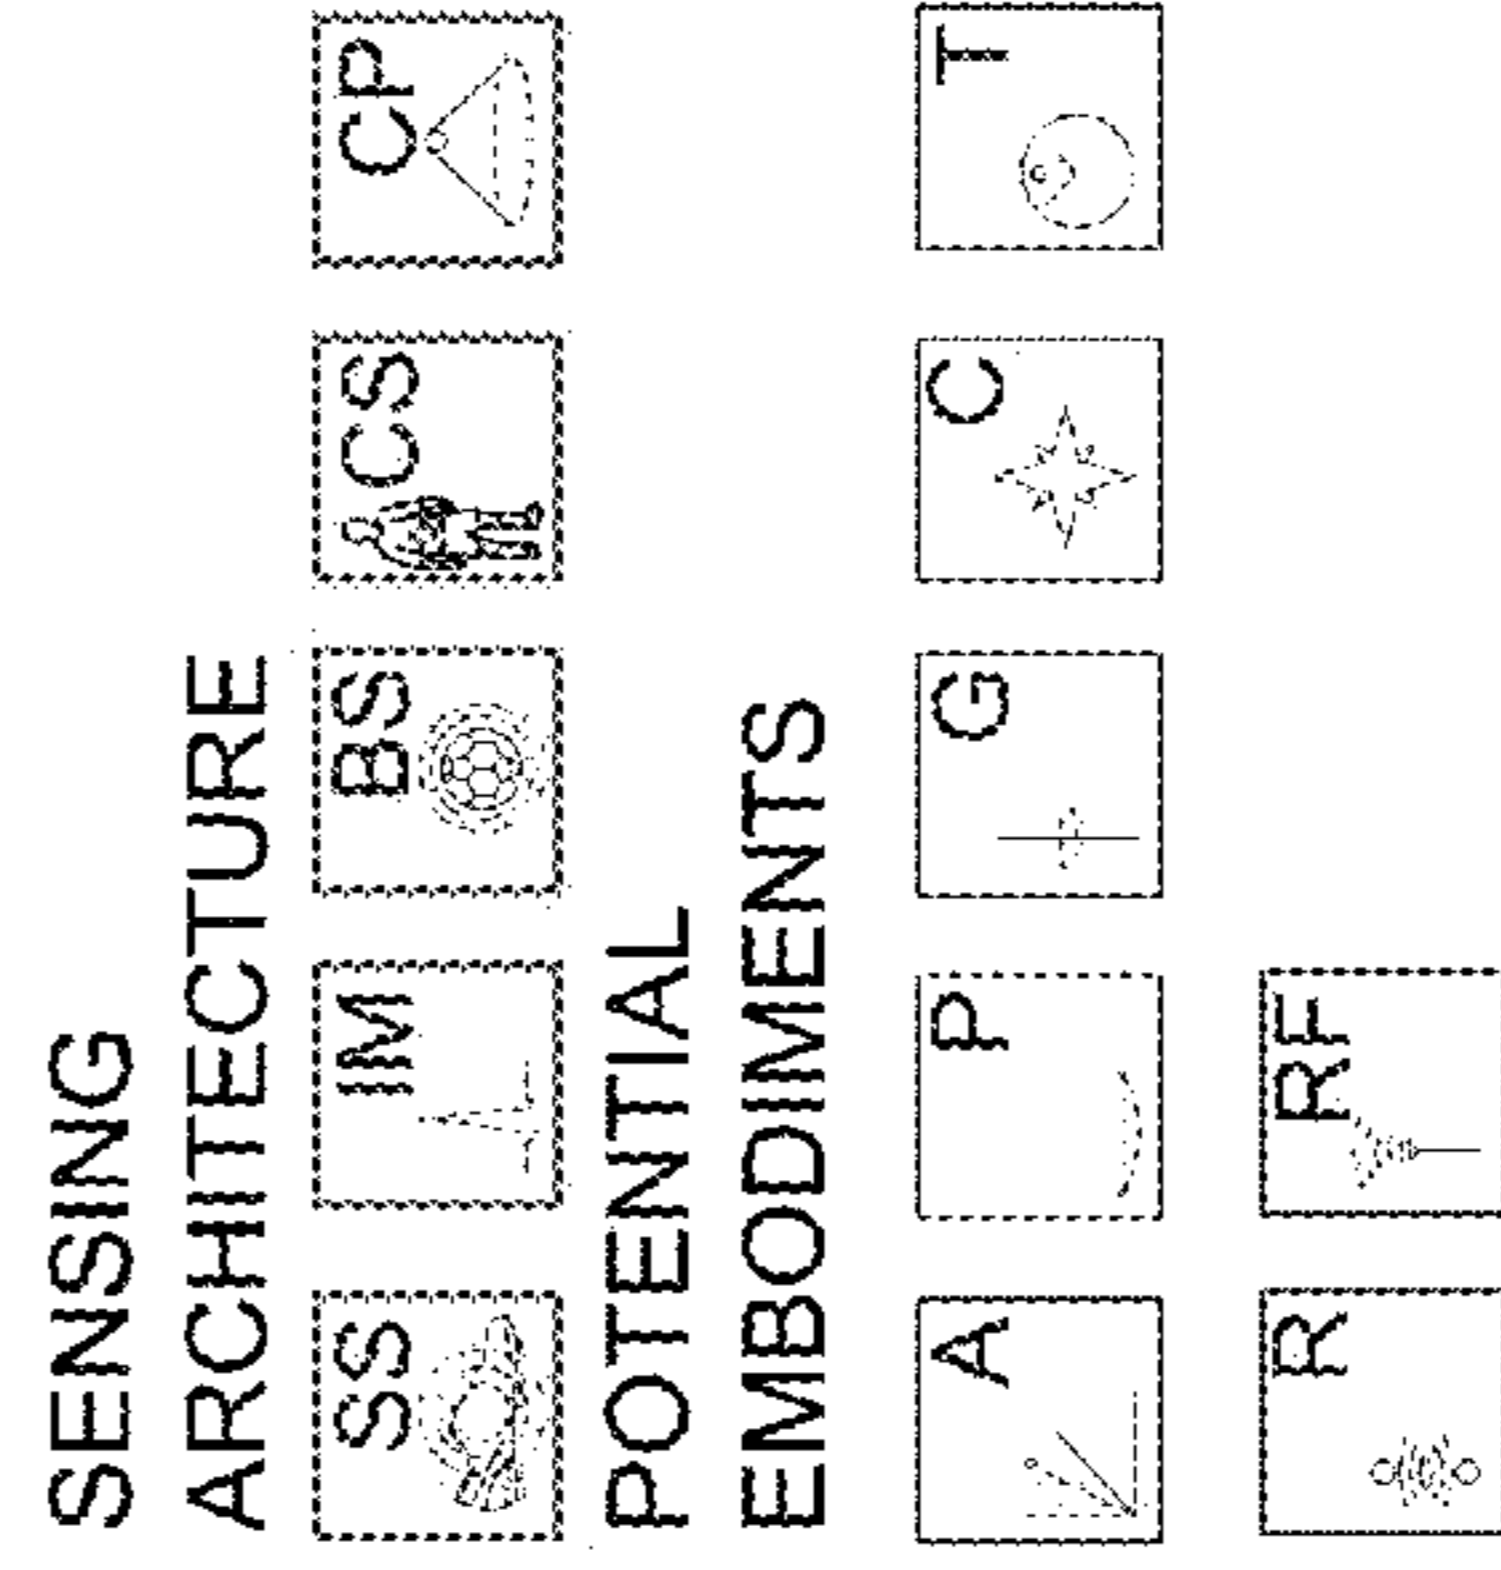 SENSING
ARCHITECTURE
SS IM BS CS CP
POTENTIAL
EMBODIMENTS
A P G C T
R RF